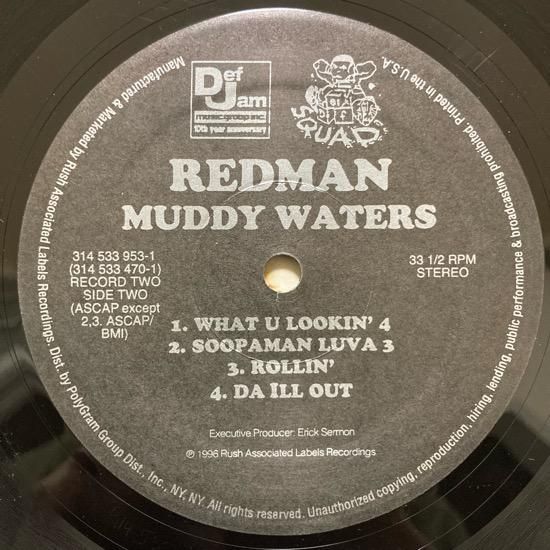 Def
Jam
music group inc.
10th year anniversary
SQUAD
REDMAN
MUDDY WATERS
314 533 953-1
(314 533 470-1)
RECORD TWO
SIDE TWO
(ASCAP except
2,3. ASCAP/
BMI)
33 1/2 RPM
STEREO
1. WHAT U LOOKIN' 4
2. SOOPAMAN LUVA 3
3. ROLLIN'
4. DA ÏLL OUT
Executive Producer: Erick Sermon
℗ 1996 Rush Associated Labels Recordings
Manufactured & Marketed by Rush Associated Labels Recordings. Dist. by PolyGram Group Dist., Inc., NY, NY. All rights reserved. Unauthorized copying, reproduction, hiring, lending, public performance & broadcasting prohibited. Printed in the U.S.A.